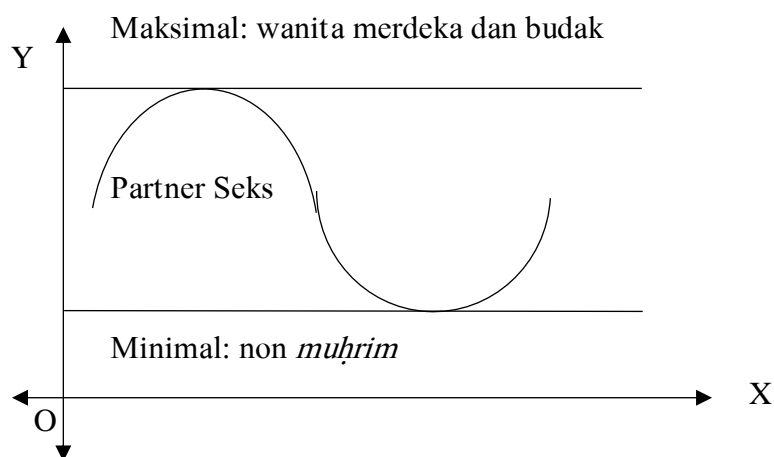 Maksimal: wanita merdeka dan budak
Y
Partner Seks
Minimal: non muḥrim
X
O